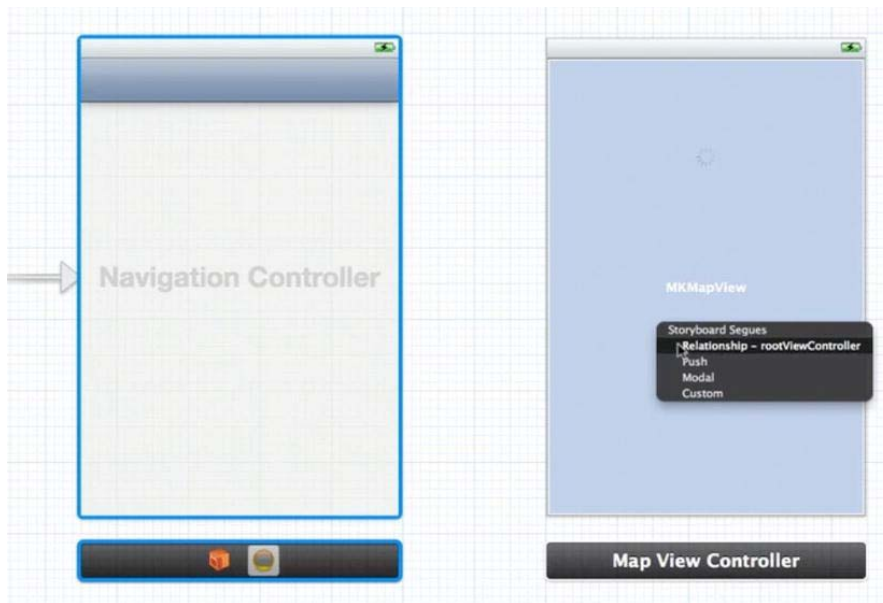 Navigation Controller
MKMapView
Storyboard Segues
Relationship – rootViewController
Push
Modal
Custom
Map View Controller